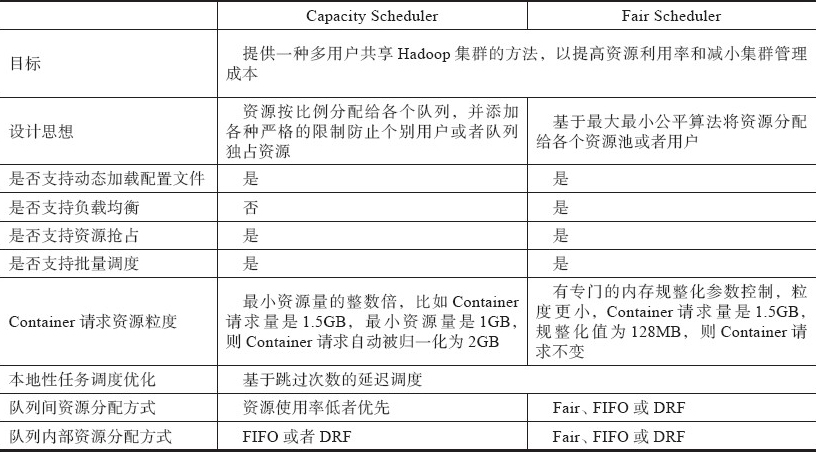 Capacity Scheduler Fair Scheduler
目标
提供一种多用户共享 Hadoop 集群的方法，以提高资源利用率和减小集群管理
成本
设计思想
资源按比例分配给各个队列，并添加
各种严格的限制防止个别用户或者队列
独占资源
基于最大最小公平算法将资源分配
给各个资源池或者用户
是否支持动态加载配置文件 是 是
是否支持负载均衡 否 是
是否支持资源抢占 是 是
是否支持批量调度 是 是
Container 请求资源粒度
最小资源量的整数倍，比如 Container
请求量是 1.5GB，最小资源量是 1GB，
则 Container 请求自动被归一化为 2GB
有专门的内存规整化参数控制，粒
度更小，Container 请求量是 1.5GB，
规整化值为 128MB，则 Container 请
求不变
本地性任务调度优化 基于跳过次数的延迟调度
队列间资源分配方式 资源使用率低者优先 Fair、FIFO 或 DRF
队列内部资源分配方式 FIFO 或者 DRF Fair、FIFO 或 DRF